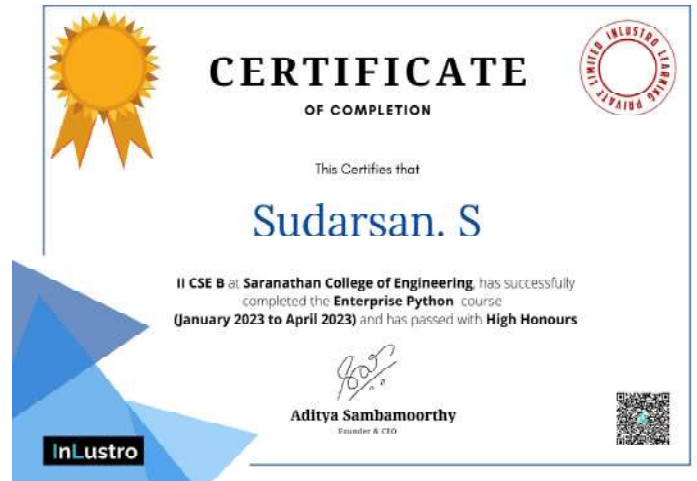 INLUSTRO LEARNING PRIVATE LIMITED
CERTIFICATE
OF COMPLETION
This Certifies that
Sudarsan. S
II CSE B at Saranathan College of Engineering, has successfully
completed the Enterprise Python course
(January 2023 to April 2023) and has passed with High Honours
Aditya Sambamoorthy
Founder & CEO
InLustro